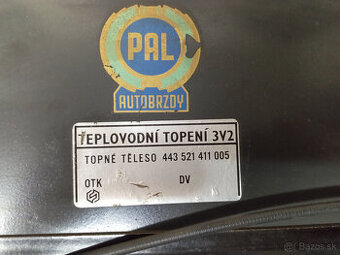 PAL
AUTOBRZDY
TEPLOVODNÍ TOPENÍ 3V2
TOPNÉ TĚLESO 443 521 411 005
OTK DV
Bazos.sk